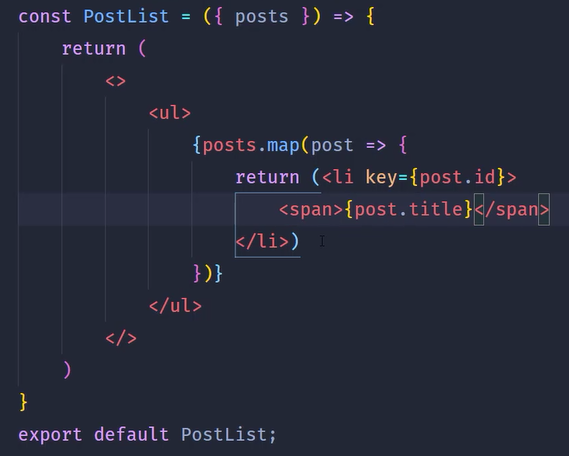 const PostList = ({ posts }) => {
return (
<>
<ul>
{posts.map(post => {
return (<li key={post.id}>
<span>{post.title}</span>
</li>)
})}
</ul>
</>
)
}
export default PostList;